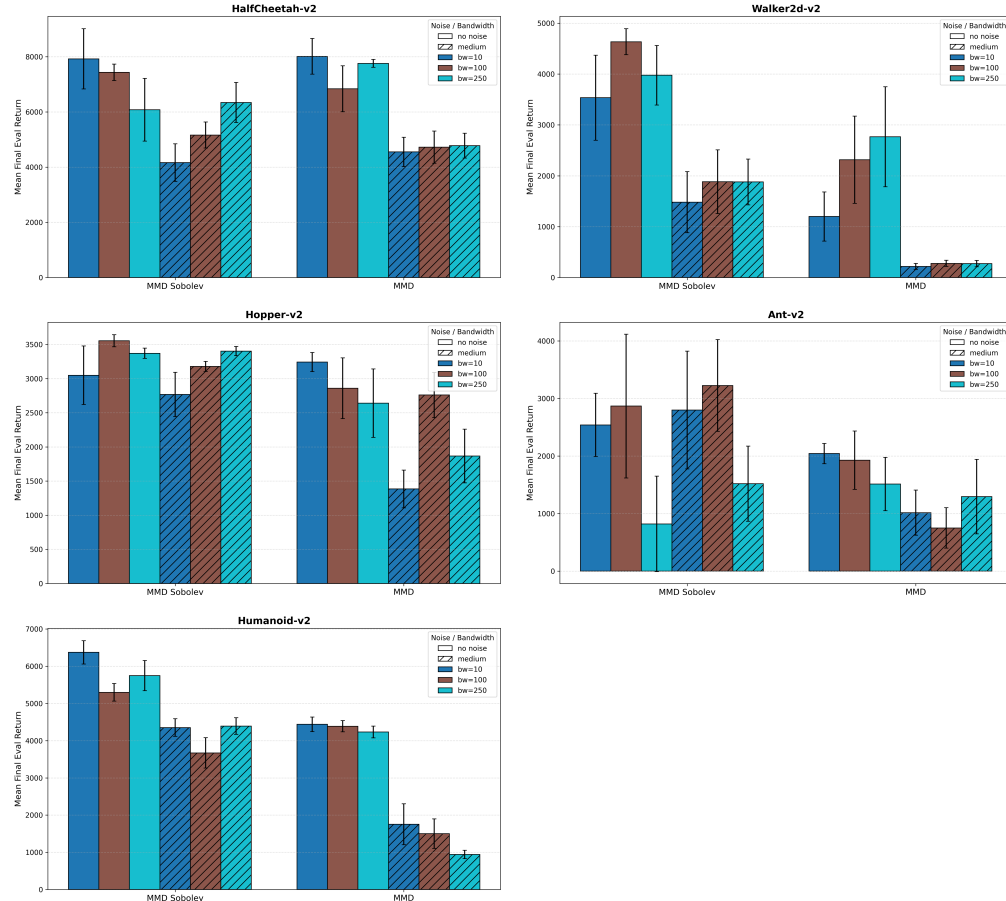 HalfCheetah-v2
Mean Final Eval Return
8000
6000
4000
2000
0
MMD Sobolev
MMD
Noise / Bandwidth
no noise
medium
bw=10
bw=100
bw=250
Walker2d-v2
Mean Final Eval Return
5000
4000
3000
2000
1000
0
MMD Sobolev
MMD
Noise / Bandwidth
no noise
medium
bw=10
bw=100
bw=250
Hopper-v2
Mean Final Eval Return
3500
3000
2500
2000
1500
1000
500
0
MMD Sobolev
MMD
Noise / Bandwidth
no noise
medium
bw=10
bw=100
bw=250
Ant-v2
Mean Final Eval Return
4000
3000
2000
1000
0
MMD Sobolev
MMD
Noise / Bandwidth
no noise
medium
bw=10
bw=100
bw=250
Humanoid-v2
Mean Final Eval Return
7000
6000
5000
4000
3000
2000
1000
0
MMD Sobolev
MMD
Noise / Bandwidth
no noise
medium
bw=10
bw=100
bw=250